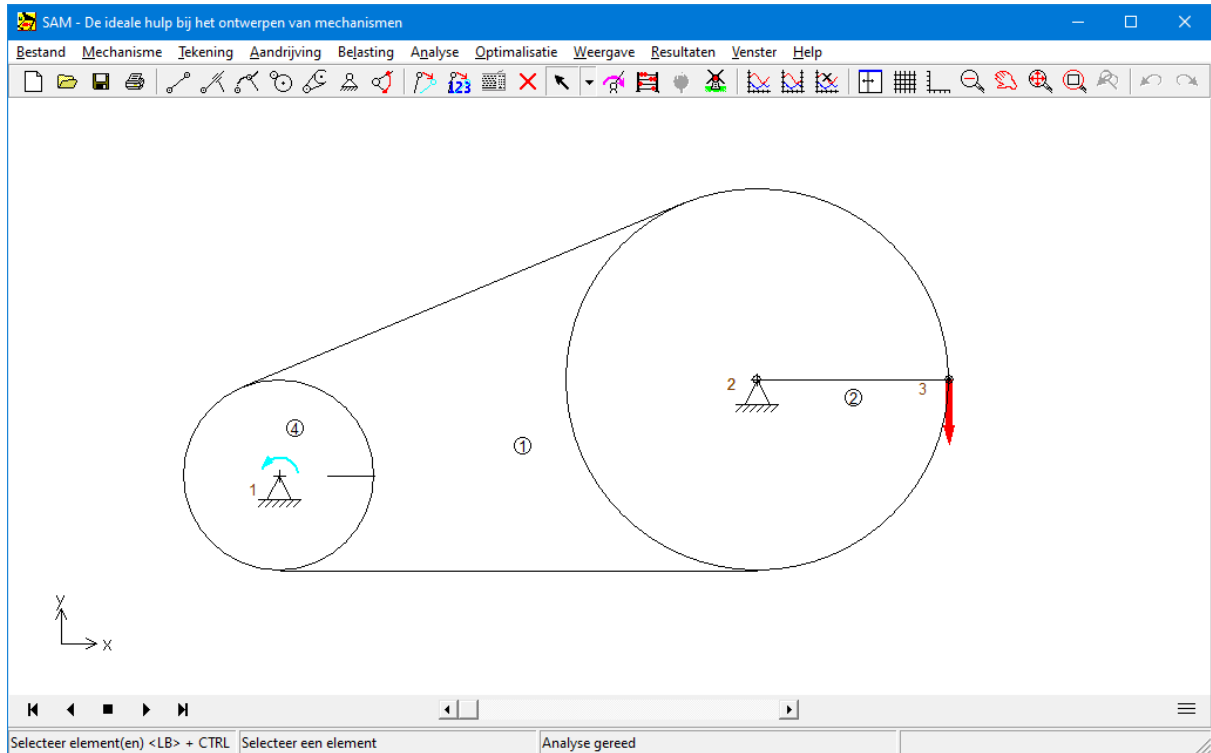 SAM - De ideale hulp bij het ontwerpen van mechanismen
Bestand Mechanisme Tekening Aandrijving Belasting Analyse Optimalisatie Weergave Resultaten Venster Help
123
2
3
②
④
①
1
y
x
Selecteer element(en) <LB> + CTRL Selecteer een element Analyse gereed